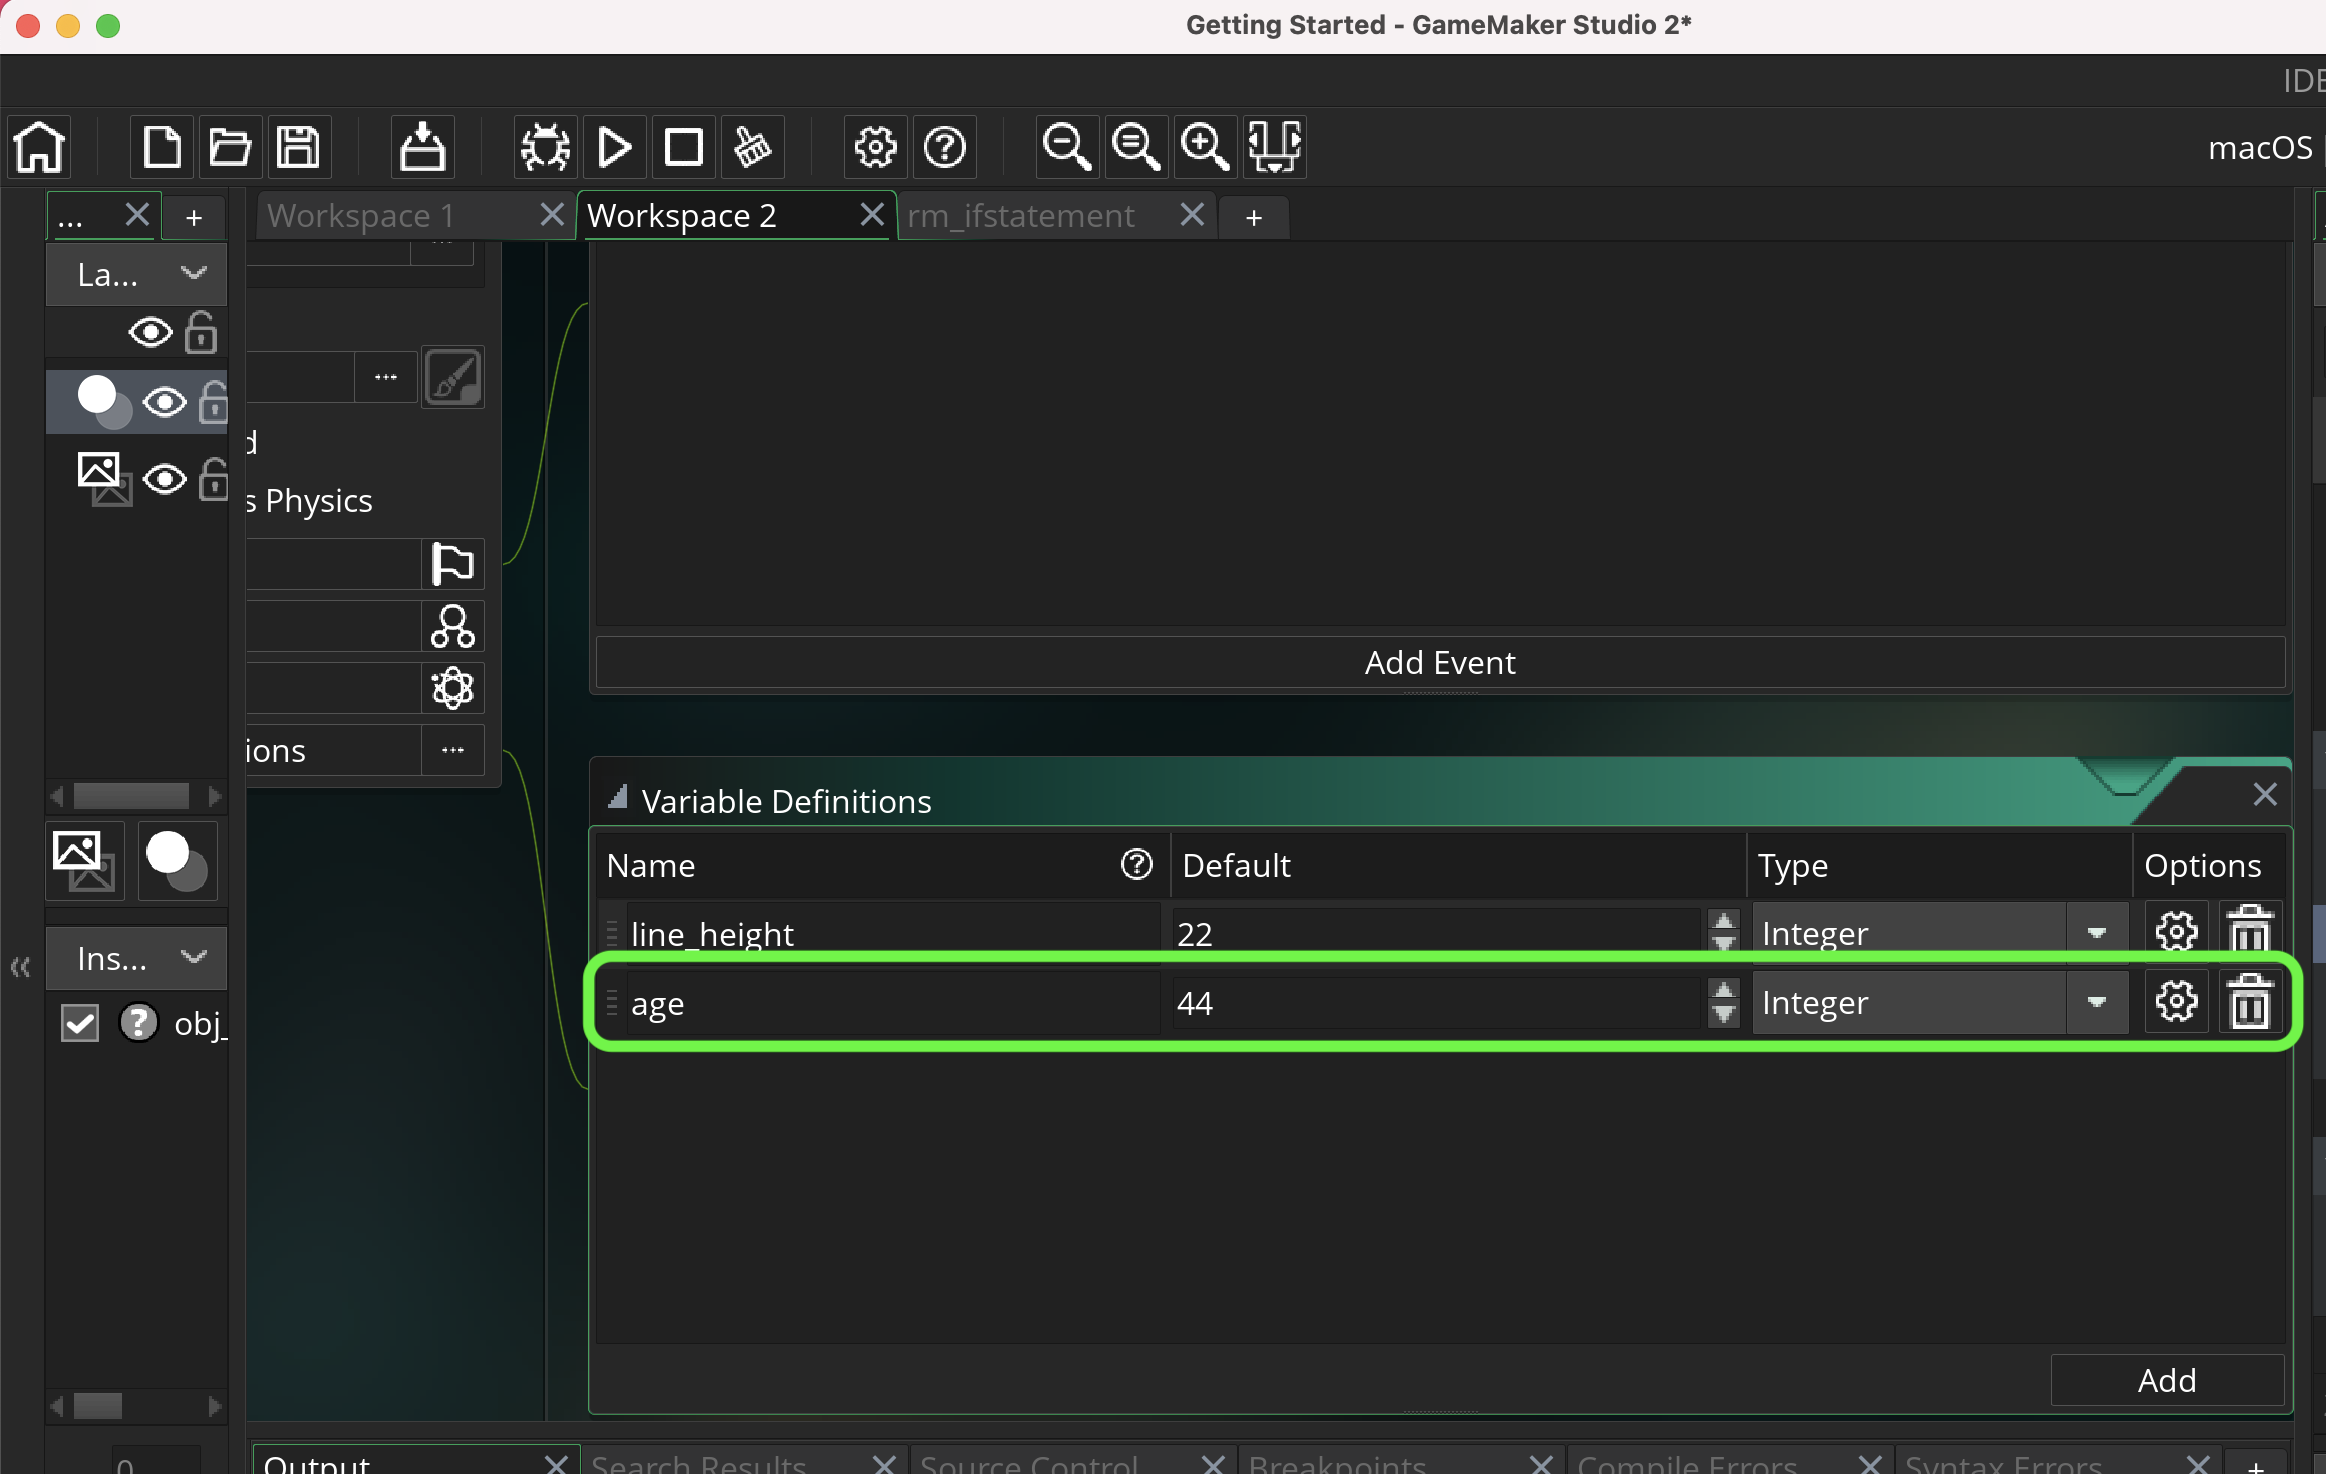 Getting Started - GameMaker Studio 2*
IDE
macOS
...
+
Workspace 1
Workspace 2
rm_ifstatement
+
La...
d
s Physics
ions
Add Event
Variable Definitions
Name
Default
Type
Options
line_height
22
Integer
age
44
Integer
Ins...
obj_
Add
0
Output
Search Results
Source Control
Breakpoints
Compile Errors
Syntax Errors
+